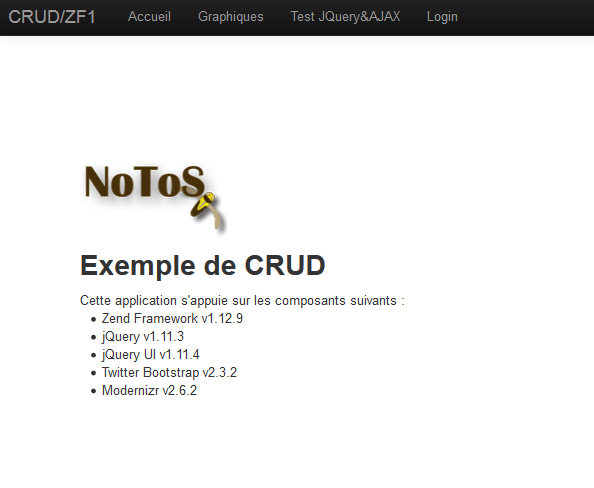 CRUD/ZF1 Accueil Graphiques Test JQuery&AJAX Login
NoToS
Exemple de CRUD
Cette application s'appuie sur les composants suivants :
Zend Framework v1.12.9
jQuery v1.11.3
jQuery UI v1.11.4
Twitter Bootstrap v2.3.2
Modernizr v2.6.2